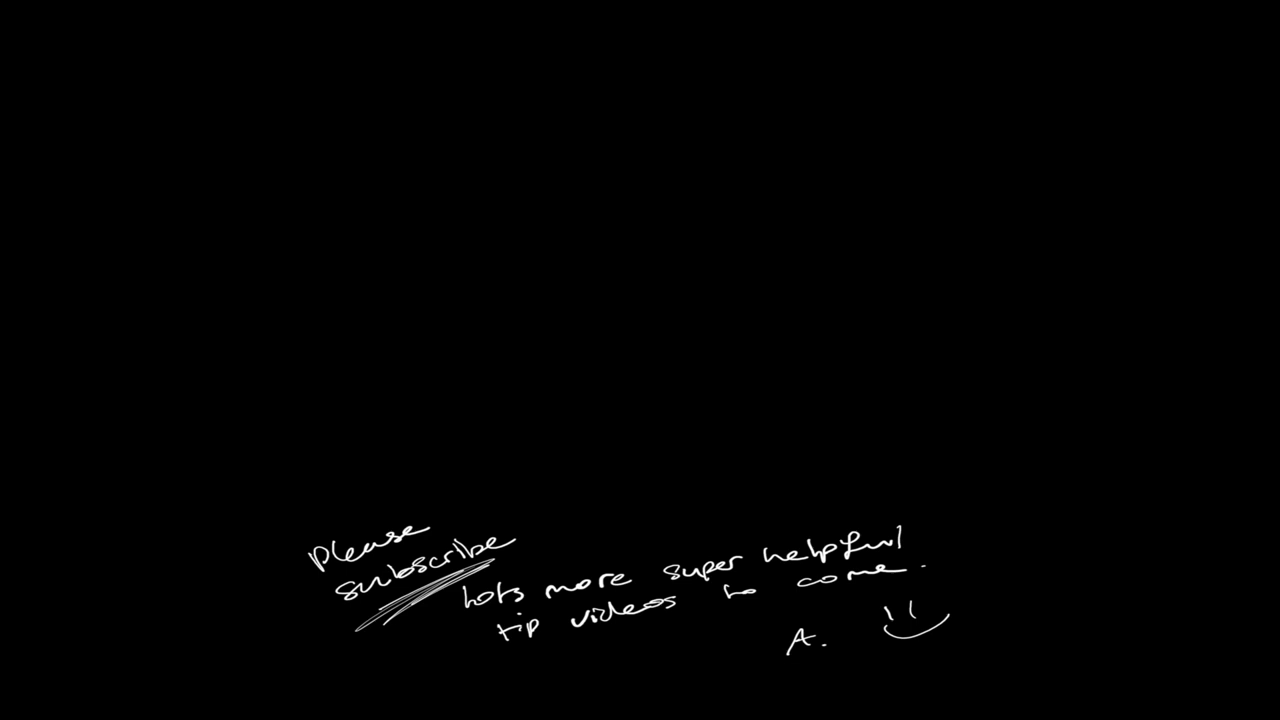 please
subscribe
lots more super helpful
tip videos to come.
A.